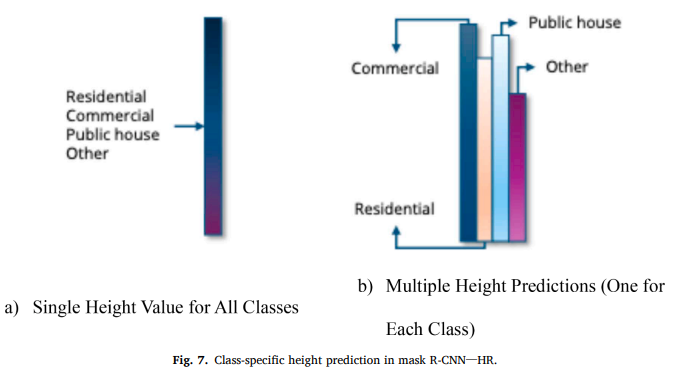 Residential
Commercial
Public house
Other
a) Single Height Value for All Classes
Public house
Commercial
Other
Residential
b) Multiple Height Predictions (One for
Each Class)
Fig. 7. Class-specific height prediction in mask R-CNN—HR.